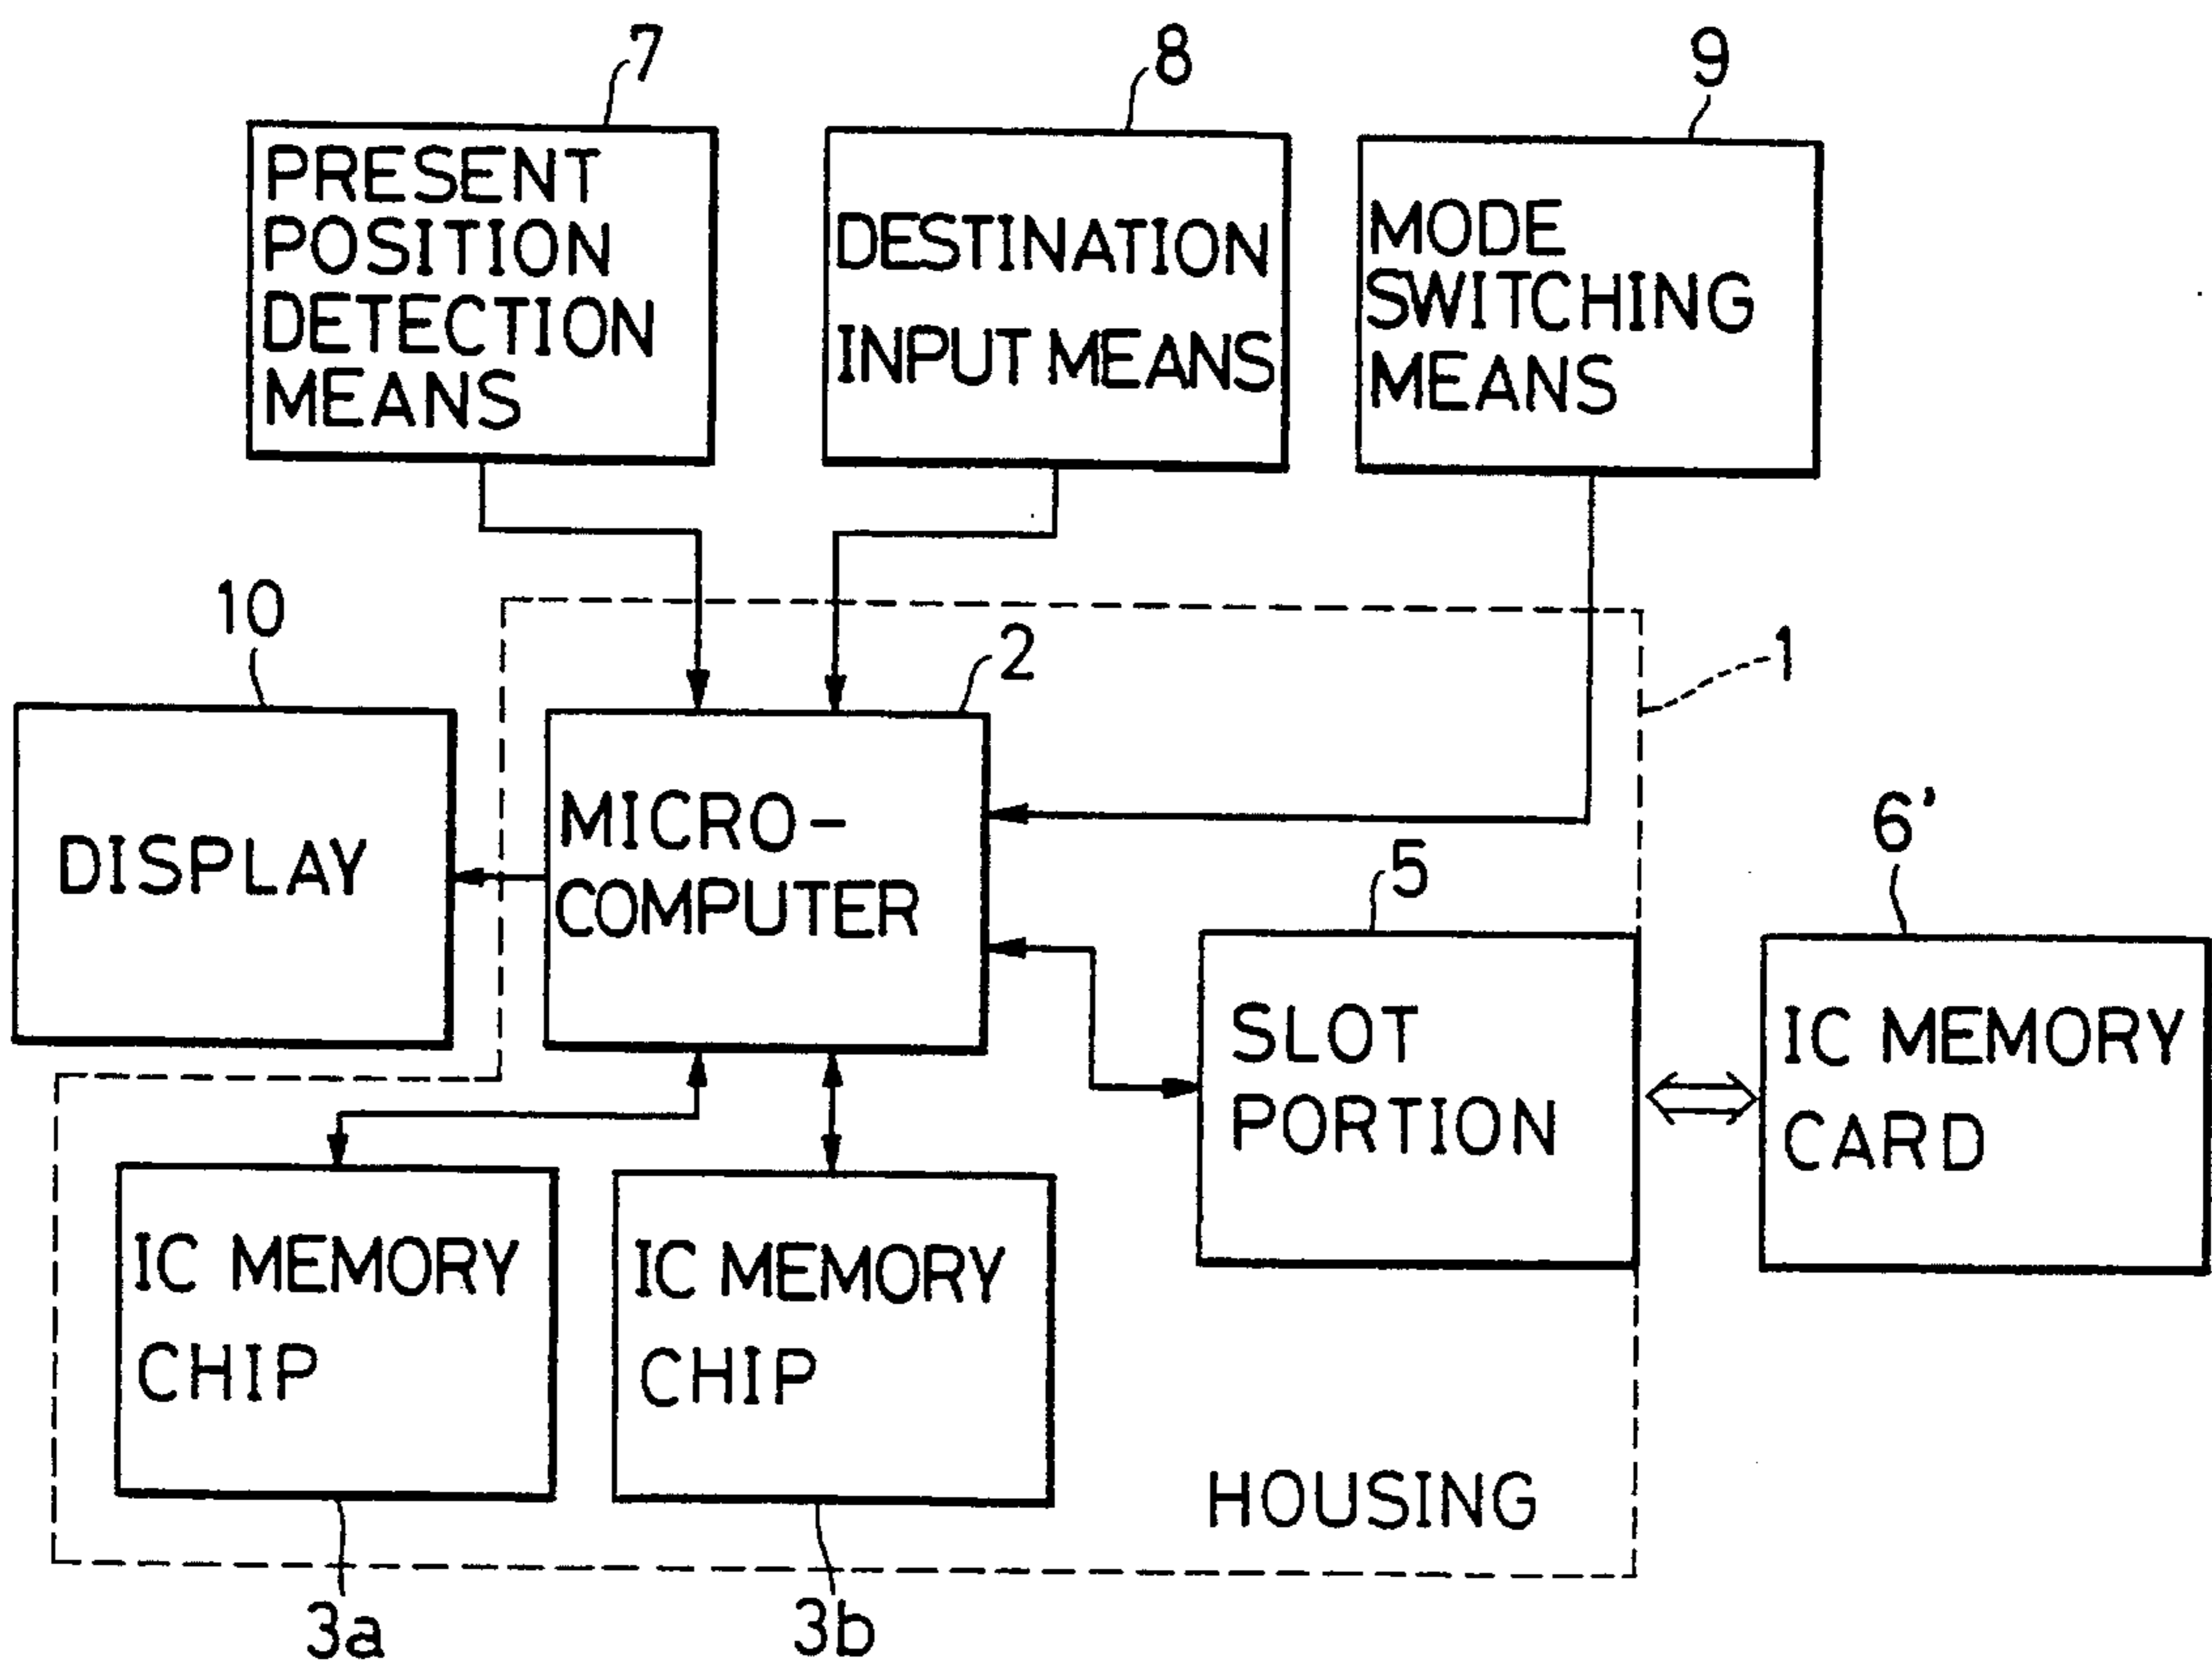 7
8
9
PRESENT
POSITION
DETECTION
MEANS
DESTINATION
INPUT MEANS
MODE
SWITCHING
MEANS
10
2
1
DISPLAY
MICRO-
COMPUTER
5
6'
SLOT
PORTION
IC MEMORY
CARD
IC MEMORY
CHIP
IC MEMORY
CHIP
HOUSING
3a
3b